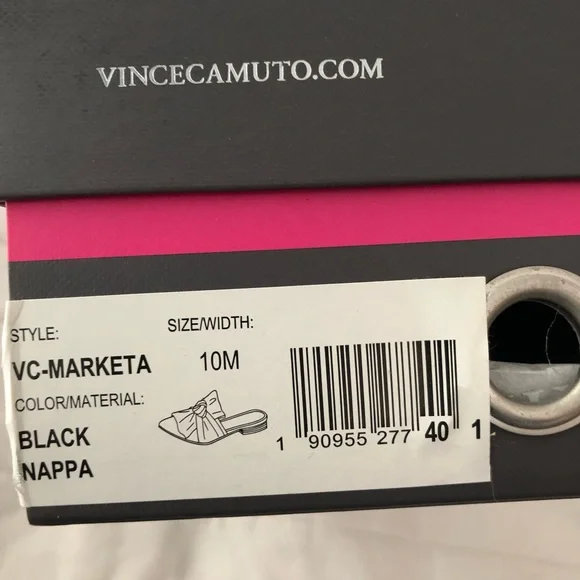 VINCECAMUTO.COM
STYLE:
VC-MARKETA
SIZE/WIDTH:
10M
COLOR/MATERIAL:
BLACK
NAPPA
1 90955 277 40 1